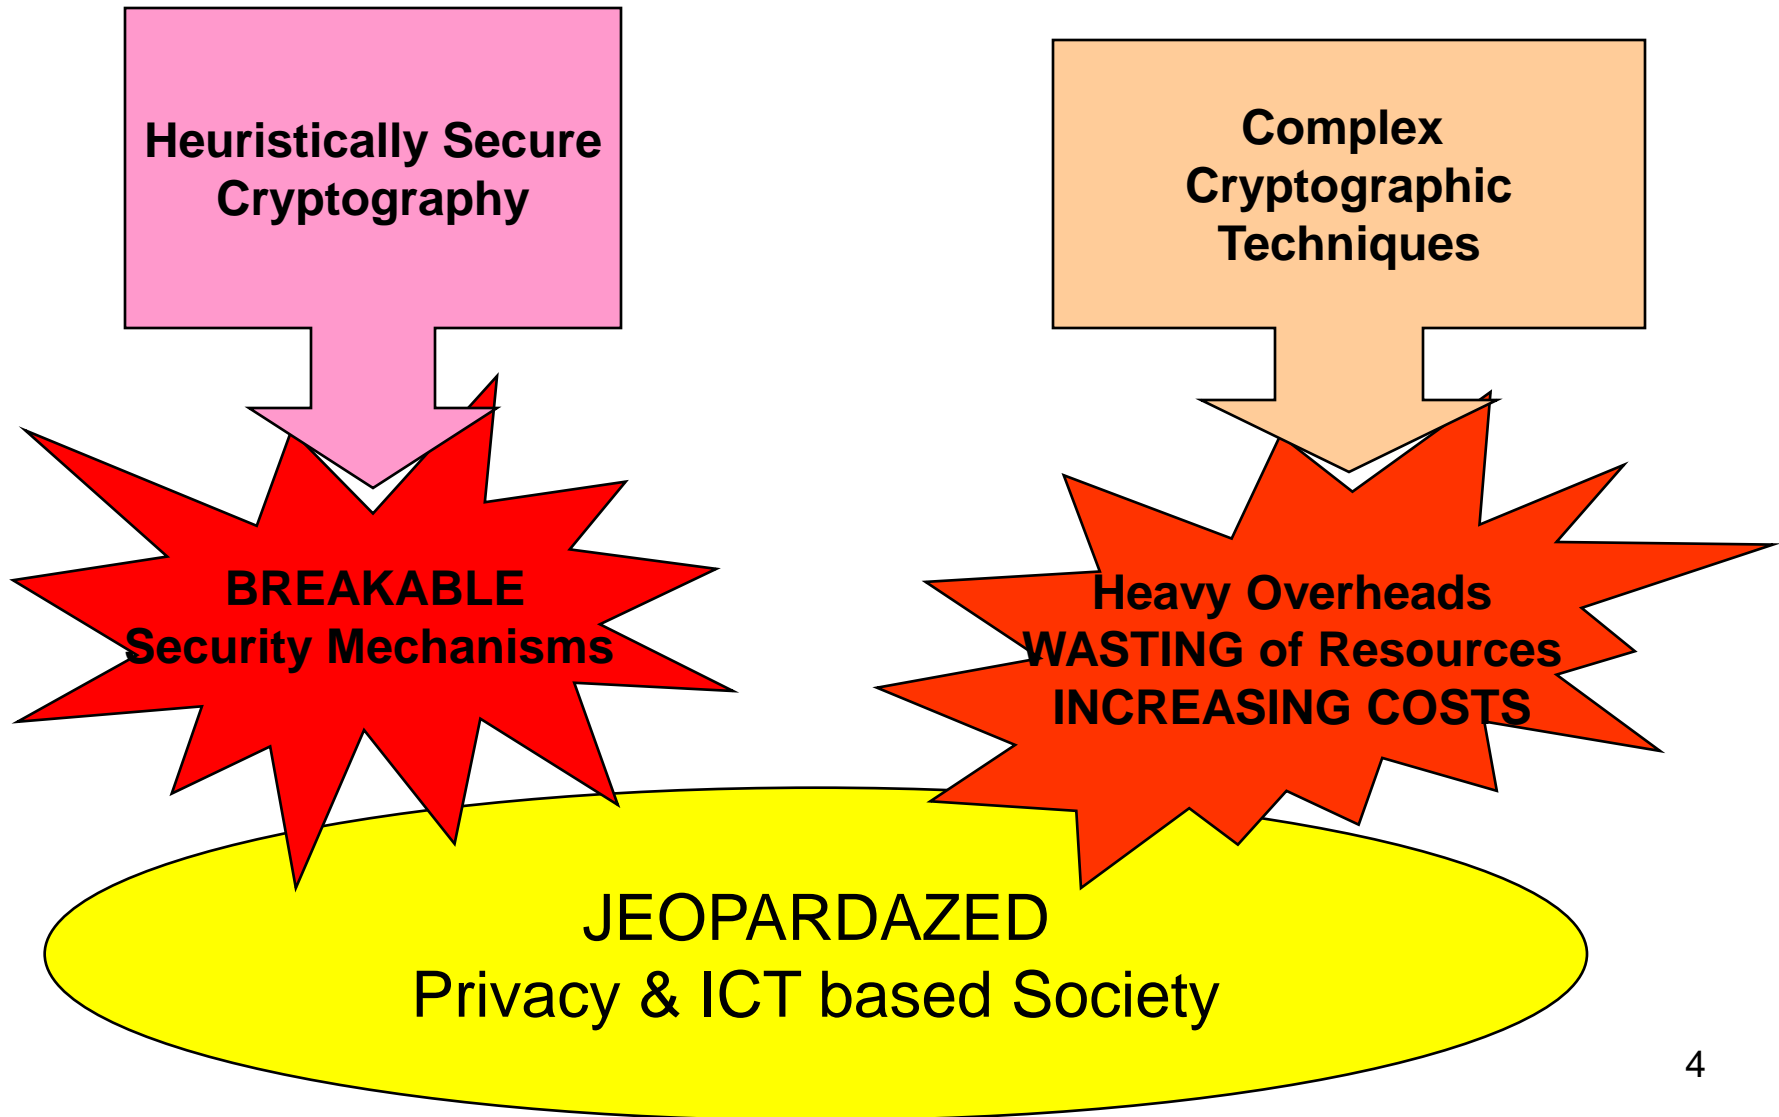 Heuristically Secure
Cryptography
Complex
Cryptographic
Techniques
BREAKABLE
Security Mechanisms
Heavy Overheads
WASTING of Resources
INCREASING COSTS
JEOPARDAZED
Privacy & ICT based Society
4